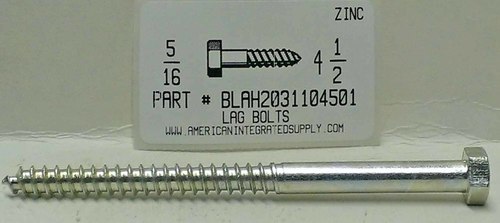 ZINC
5/16 4 1/2
PART # BLAH2031104501
LAG BOLTS
WWW.AMERICANINTEGRATEDSUPPLY.COM